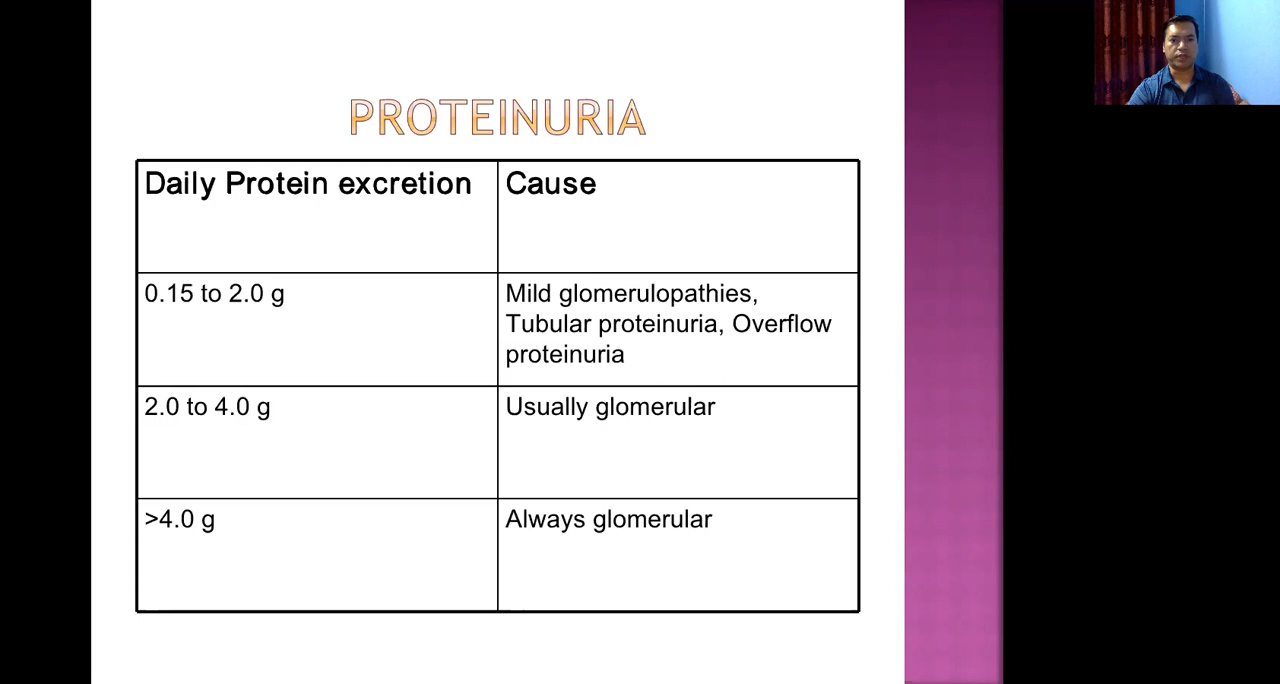 PROTEINURIA
Daily Protein excretion
Cause
0.15 to 2.0 g
Mild glomerulopathies,
Tubular proteinuria, Overflow
proteinuria
2.0 to 4.0 g
Usually glomerular
>4.0 g
Always glomerular